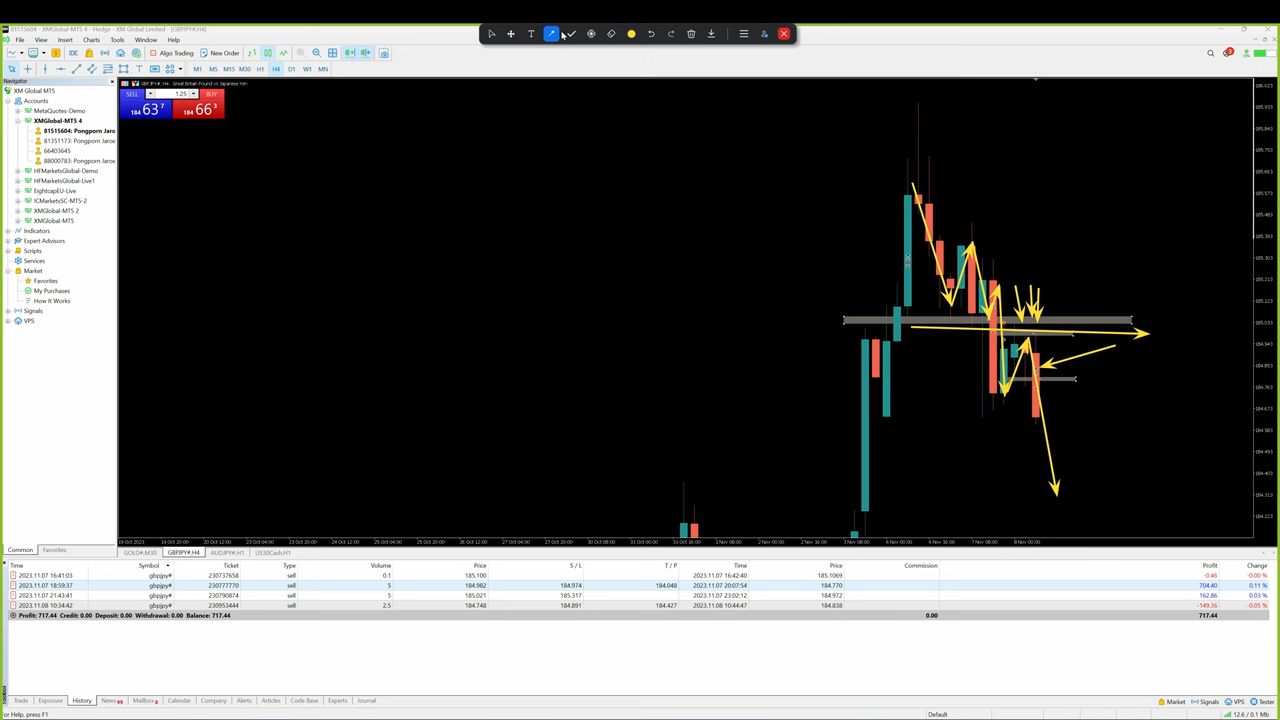 81515604 - XMGlobal-MT5 4 - Hedge - XM Global Limited - [GBPJPY#,H4]
File View Insert Charts Tools Window Help
IDE Algo Trading New Order
M1 M5 M15 M30 H1 H4 D1 W1 MN
Navigator
XM Global MT5
Accounts
MetaQuotes-Demo
XMGlobal-MT5 4
81515604: Pongporn Jaro
81351173: Pongporn Jaroe
66403645
88000783: Pongporn Jaroe
HFMarketsGlobal-Demo
HFMarketsGlobal-Live1
EightcapEU-Live
ICMarketsSC-MT5-2
XMGlobal-MT5 2
XMGlobal-MT5
Indicators
Expert Advisors
Scripts
Services
Market
Favorites
My Purchases
How It Works
Signals
VPS
Common Favorites
GBPJPY#,H4: Great Britain Pound vs Japanese Yen
SELL 1.25 BUY
184 63 7 184 66 3
186.023
185.933
185.843
185.753
185.663
185.573
185.483
185.393
185.303
185.213
185.123
185.033
184.943
184.853
184.763
184.673
184.583
184.493
184.403
184.313
184.223
19 Oct 2023 19 Oct 20:00 20 Oct 12:00 23 Oct 04:00 23 Oct 20:00 24 Oct 12:00 25 Oct 04:00 25 Oct 20:00 26 Oct 12:00 27 Oct 04:00 27 Oct 20:00 30 Oct 12:00 31 Oct 00:00 31 Oct 16:00 1 Nov 08:00 2 Nov 00:00 2 Nov 16:00 3 Nov 08:00 6 Nov 00:00 6 Nov 16:00 7 Nov 08:00 8 Nov 00:00
GOLD#,M30 GBPJPY#,H4 AUDJPY#,H1 US30Cash,H1
Time Symbol Ticket Type Volume Price S / L T / P Time Price Commission Profit Change
2023.11.07 16:41:03 gbpjpy# 230737658 sell 0.1 185.100 2023.11.07 16:42:40 185.1069 -0.46 -0.00 %
2023.11.07 18:59:37 gbpjpy# 230777770 sell 5 184.982 184.974 184.048 2023.11.07 20:07:54 184.770 704.40 0.11 %
2023.11.07 21:43:41 gbpjpy# 230790874 sell 5 185.021 185.317 2023.11.07 23:02:12 184.972 162.86 0.03 %
2023.11.08 10:34:42 gbpjpy# 230953444 sell 2.5 184.748 184.891 184.427 2023.11.08 10:44:47 184.838 -149.36 -0.05 %
Profit: 717.44 Credit: 0.00 Deposit: 0.00 Withdrawal: 0.00 Balance: 717.44 0.00 717.44
Toolbox
Trade Exposure History News 99 Mailbox 8 Calendar Company Alerts Articles Code Base Experts Journal
Market Signals VPS Tester
For Help, press F1 Default 12.6 / 0.1 Mb